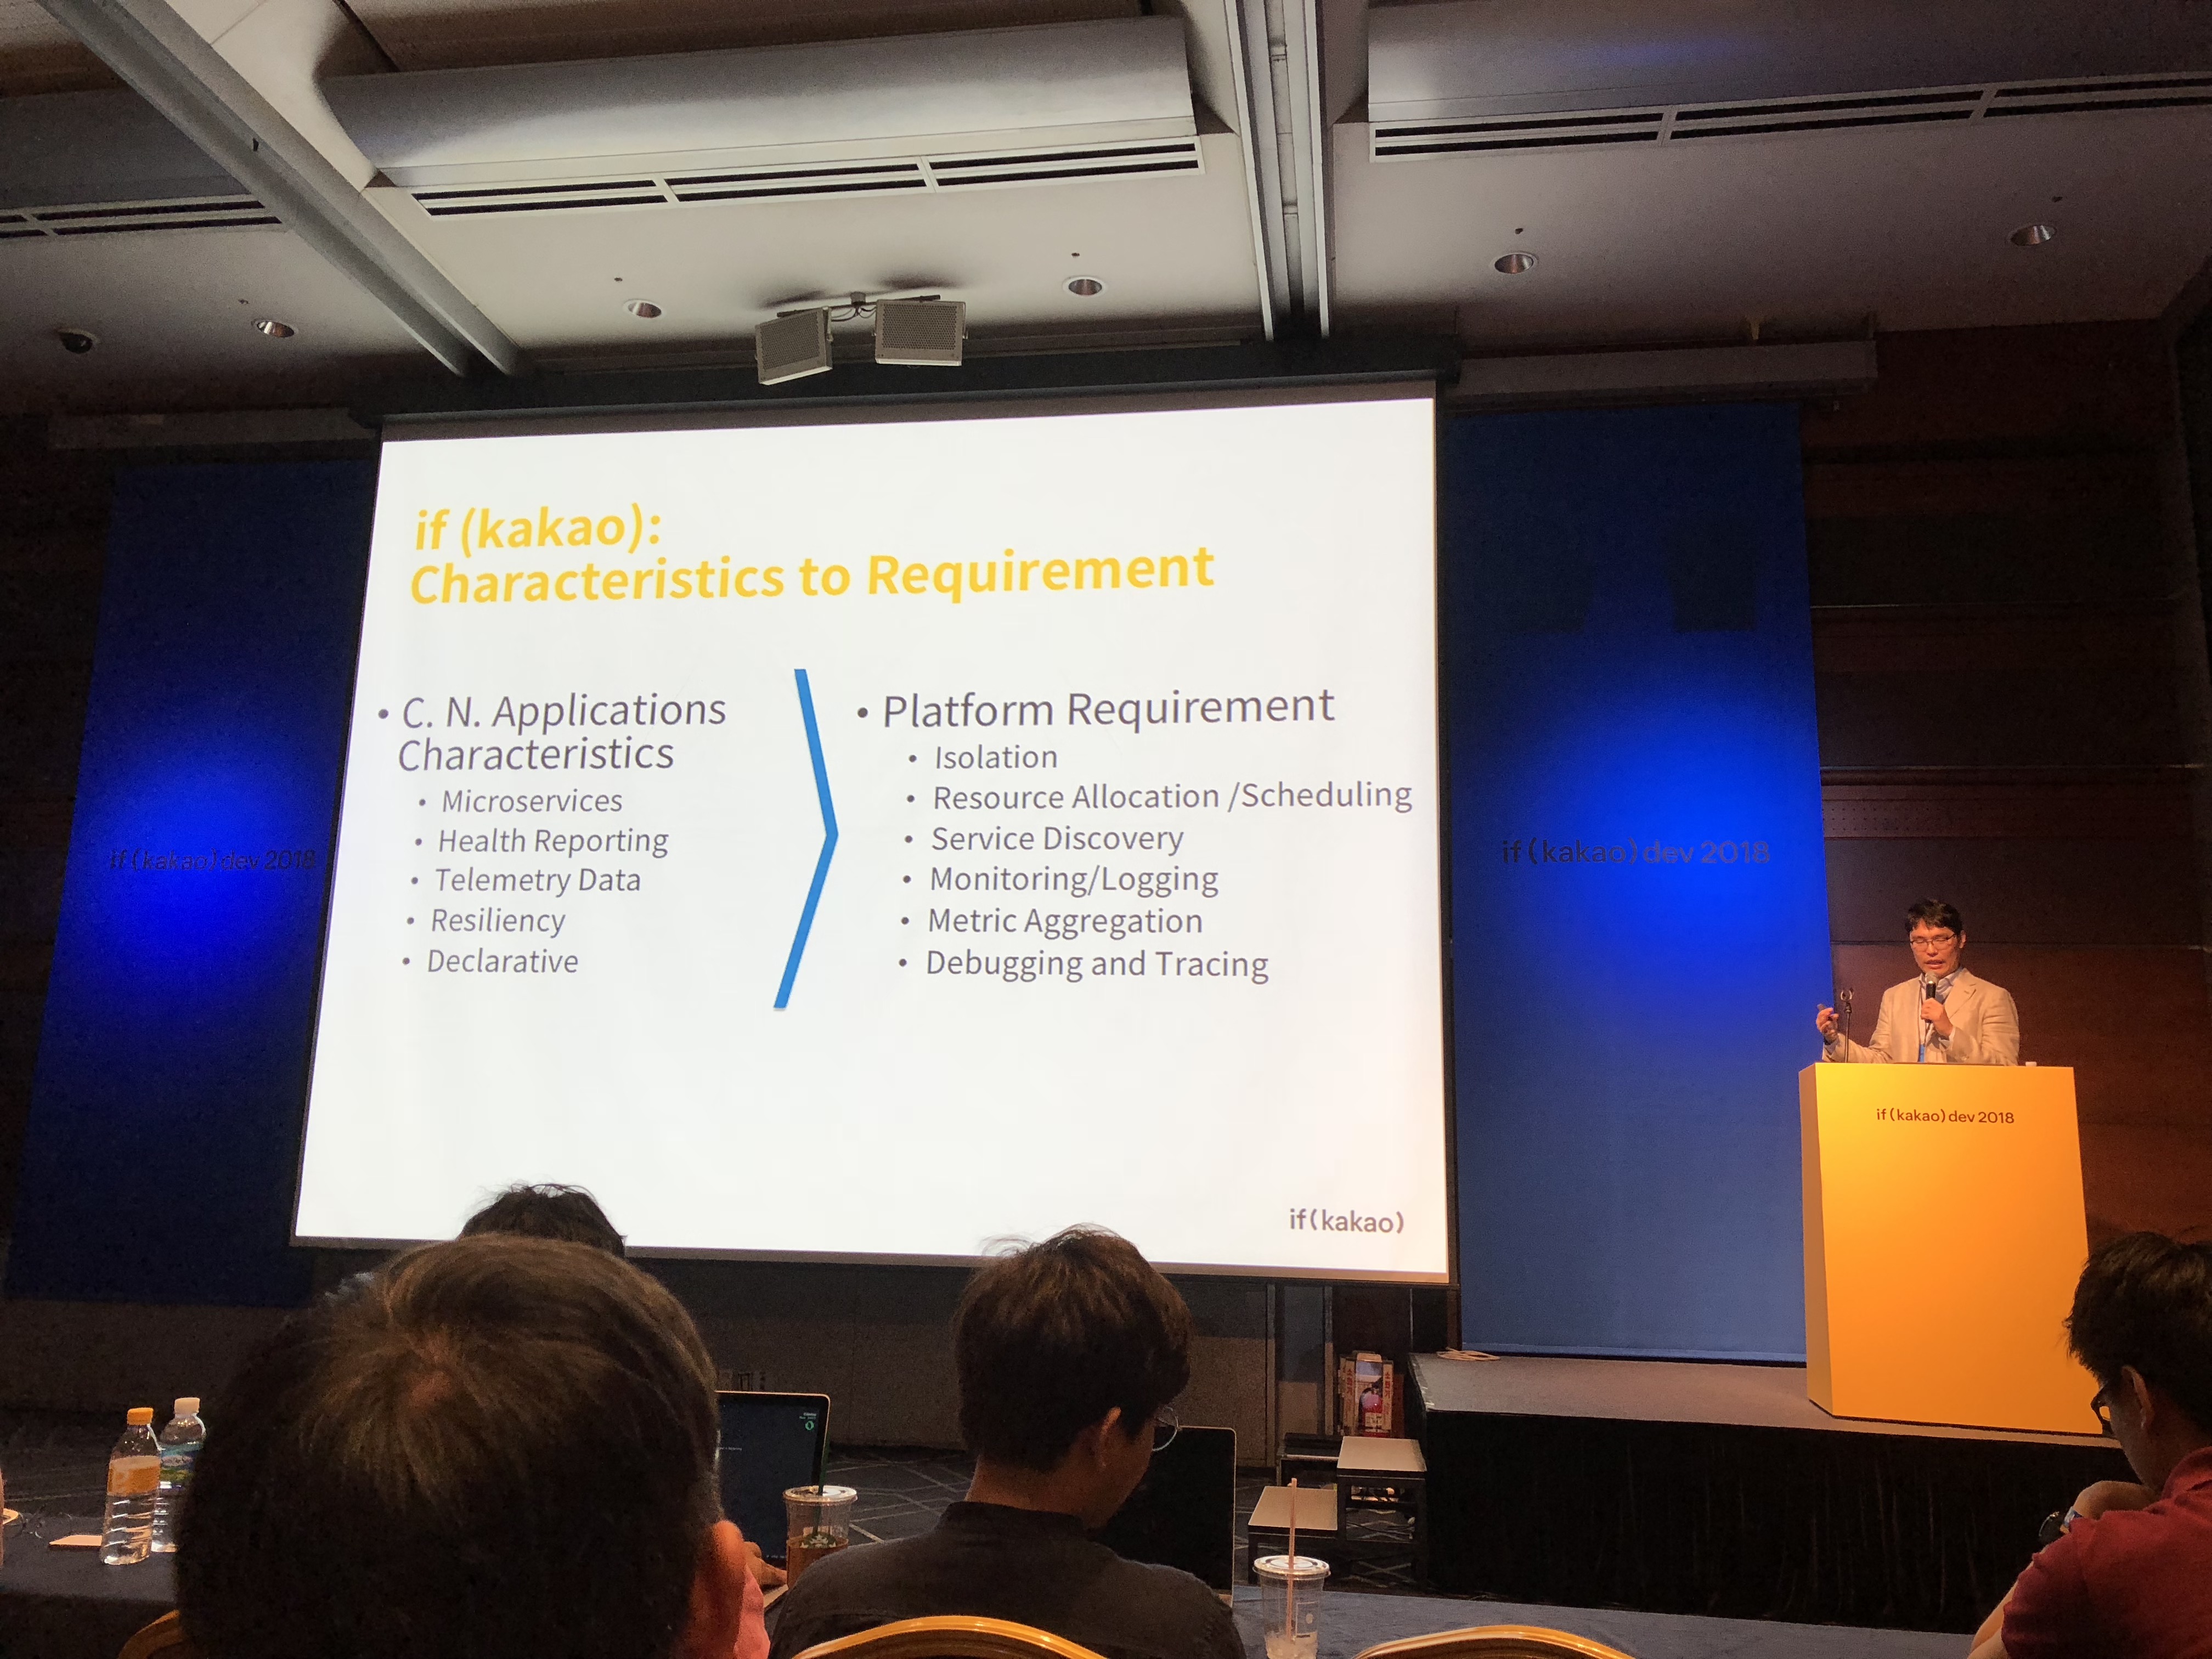 if (kakao):
Characteristics to Requirement
• C. N. Applications
Characteristics
• Microservices
• Health Reporting
• Telemetry Data
• Resiliency
• Declarative
• Platform Requirement
• Isolation
• Resource Allocation /Scheduling
• Service Discovery
• Monitoring/Logging
• Metric Aggregation
• Debugging and Tracing
if(kakao)
if(kakao)dev 2018
if(kakao)dev 2018
if(kakao)dev 2018